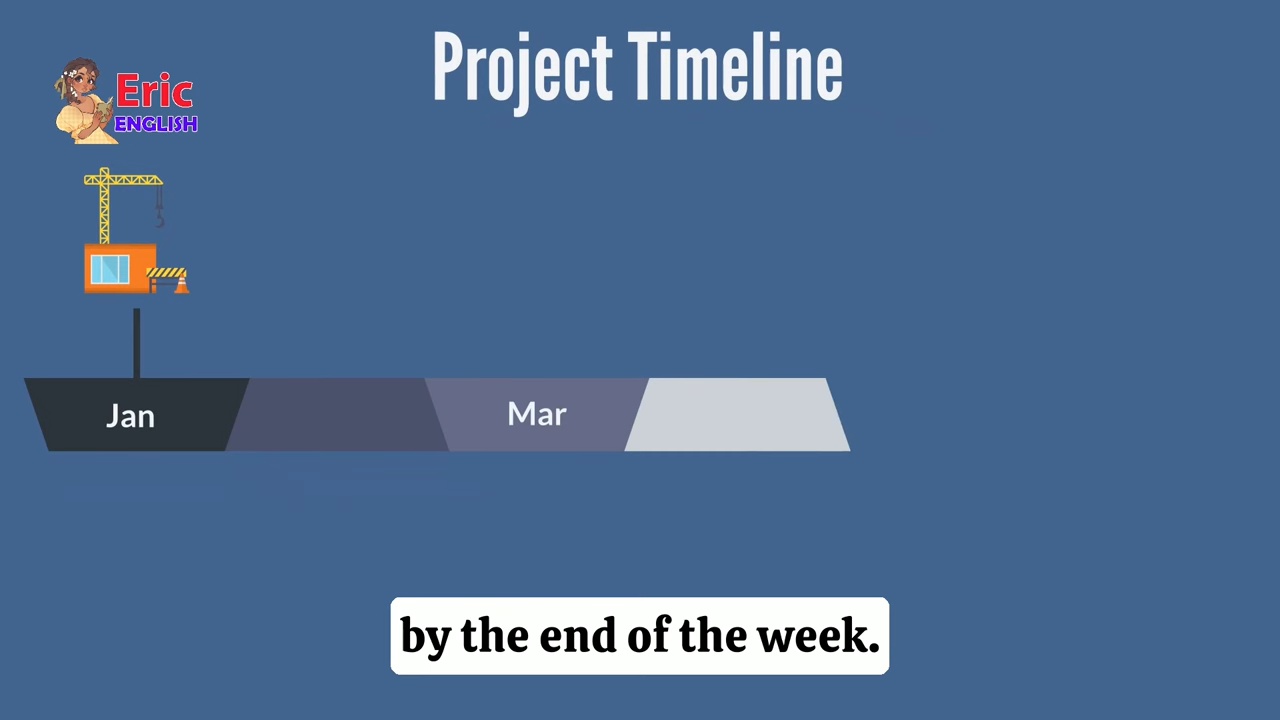 Project Timeline
Eric
ENGLISH
Jan
Mar
by the end of the week.